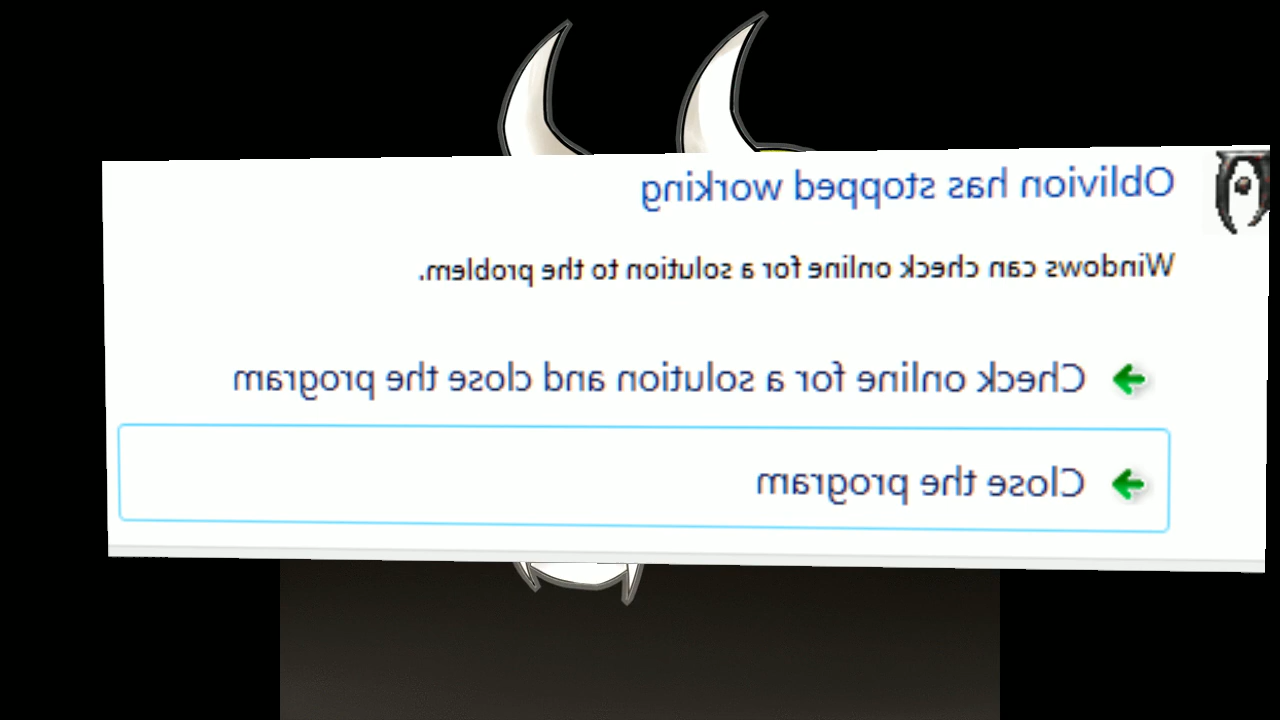 Oblivion has stopped working
Windows can check online for a solution to the problem.
Check online for a solution and close the program
Close the program